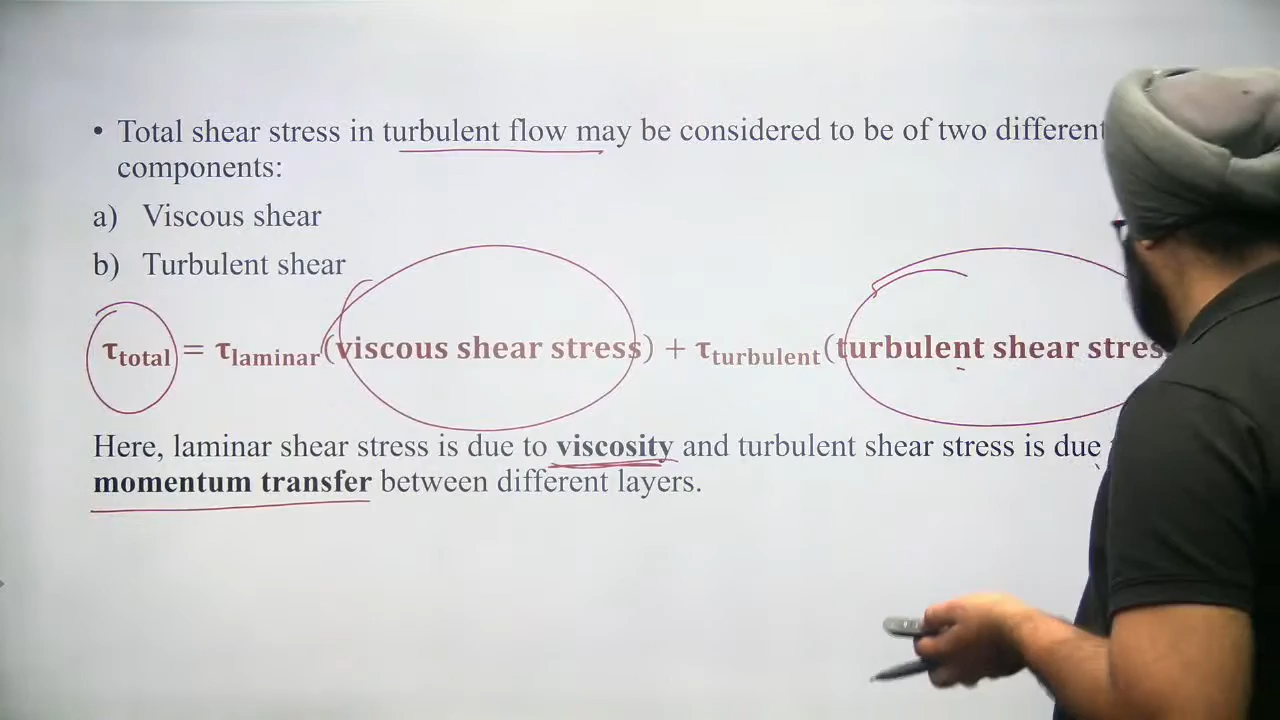 • Total shear stress in turbulent flow may be considered to be of two different
components:
a) Viscous shear
b) Turbulent shear
τtotal = τlaminar(viscous shear stress) + τturbulent(turbulent shear
Here, laminar shear stress is due to viscosity and turbulent shear stress is due
momentum transfer between different layers.